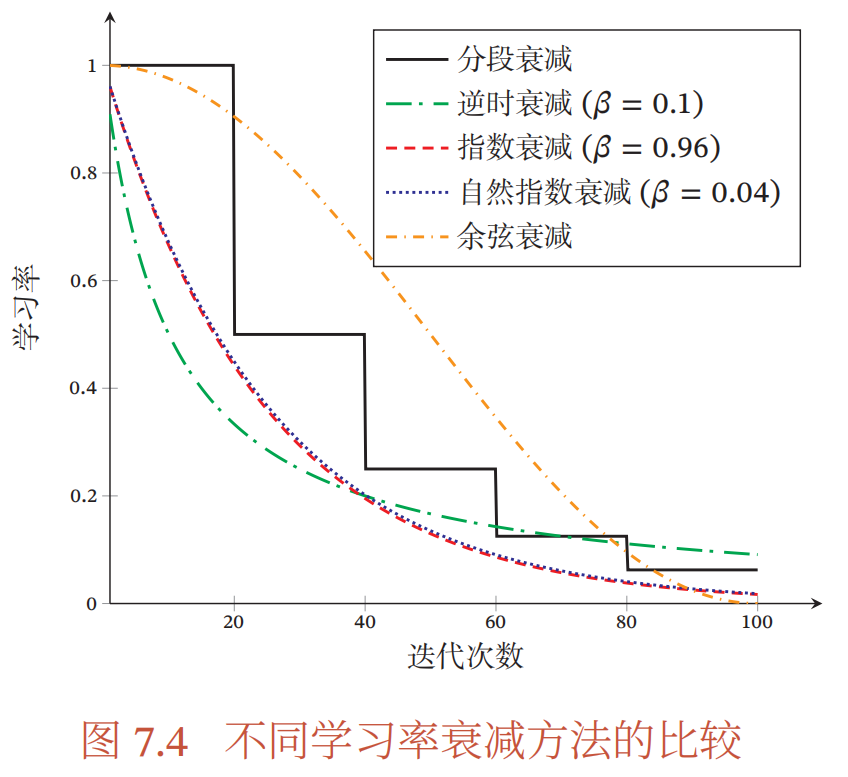 分段衰减
逆时衰减 (β = 0.1)
指数衰减 (β = 0.96)
自然指数衰减 (β = 0.04)
余弦衰减
1
0.8
0.6
0.4
0.2
0
学习率
20 40 60 80 100
迭代次数
图 7.4 不同学习率衰减方法的比较